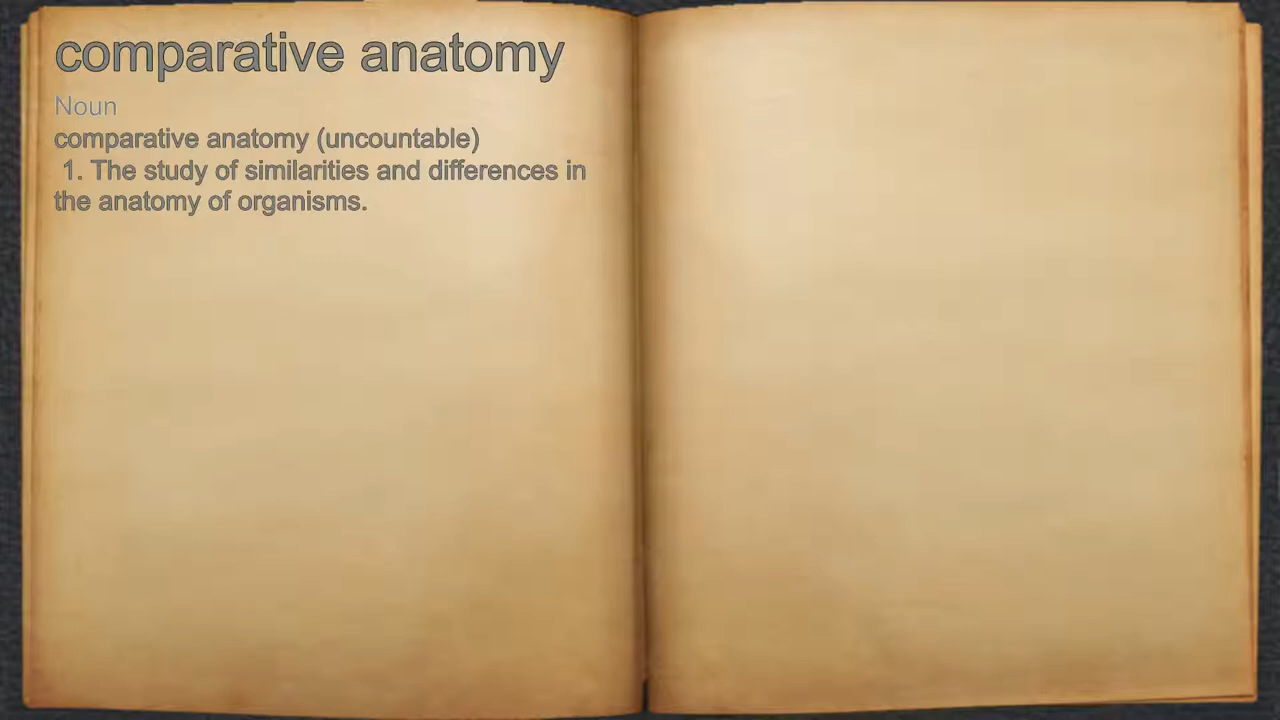 comparative anatomy
Noun
comparative anatomy (uncountable)
1. The study of similarities and differences in
the anatomy of organisms.